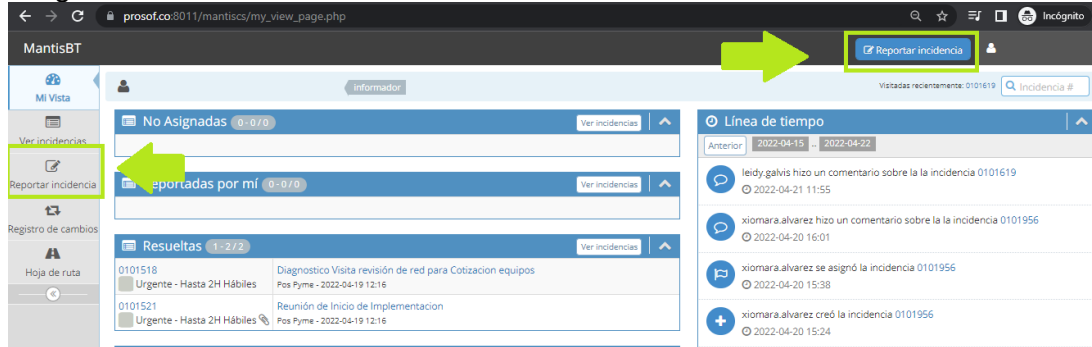 prosof.co:8011/mantiscs/my_view_page.php
Incógnito
MantisBT
Reportar incidencia
Mi Vista
informador
Visitadas recientemente: 0101619
Incidencia #
Ver incidencias
Reportar incidencia
Registro de cambios
Hoja de ruta
No Asignadas 0 - 0 / 0
Ver incidencias
Reportadas por mí 0 - 0 / 0
Ver incidencias
Resueltas 1 - 2 / 2
Ver incidencias
0101518
Urgente - Hasta 2H Hábiles
Diagnostico Visita revisión de red para Cotizacion equipos
Pos Pyme - 2022-04-19 12:16
0101521
Urgente - Hasta 2H Hábiles
Reunión de Inicio de Implementacion
Pos Pyme - 2022-04-19 12:16
Línea de tiempo
Anterior 2022-04-15 .. 2022-04-22
leidy.galvis hizo un comentario sobre la la incidencia 0101619
2022-04-21 11:55
xiomara.alvarez hizo un comentario sobre la la incidencia 0101956
2022-04-20 16:01
xiomara.alvarez se asignó la incidencia 0101956
2022-04-20 15:38
xiomara.alvarez creó la incidencia 0101956
2022-04-20 15:24